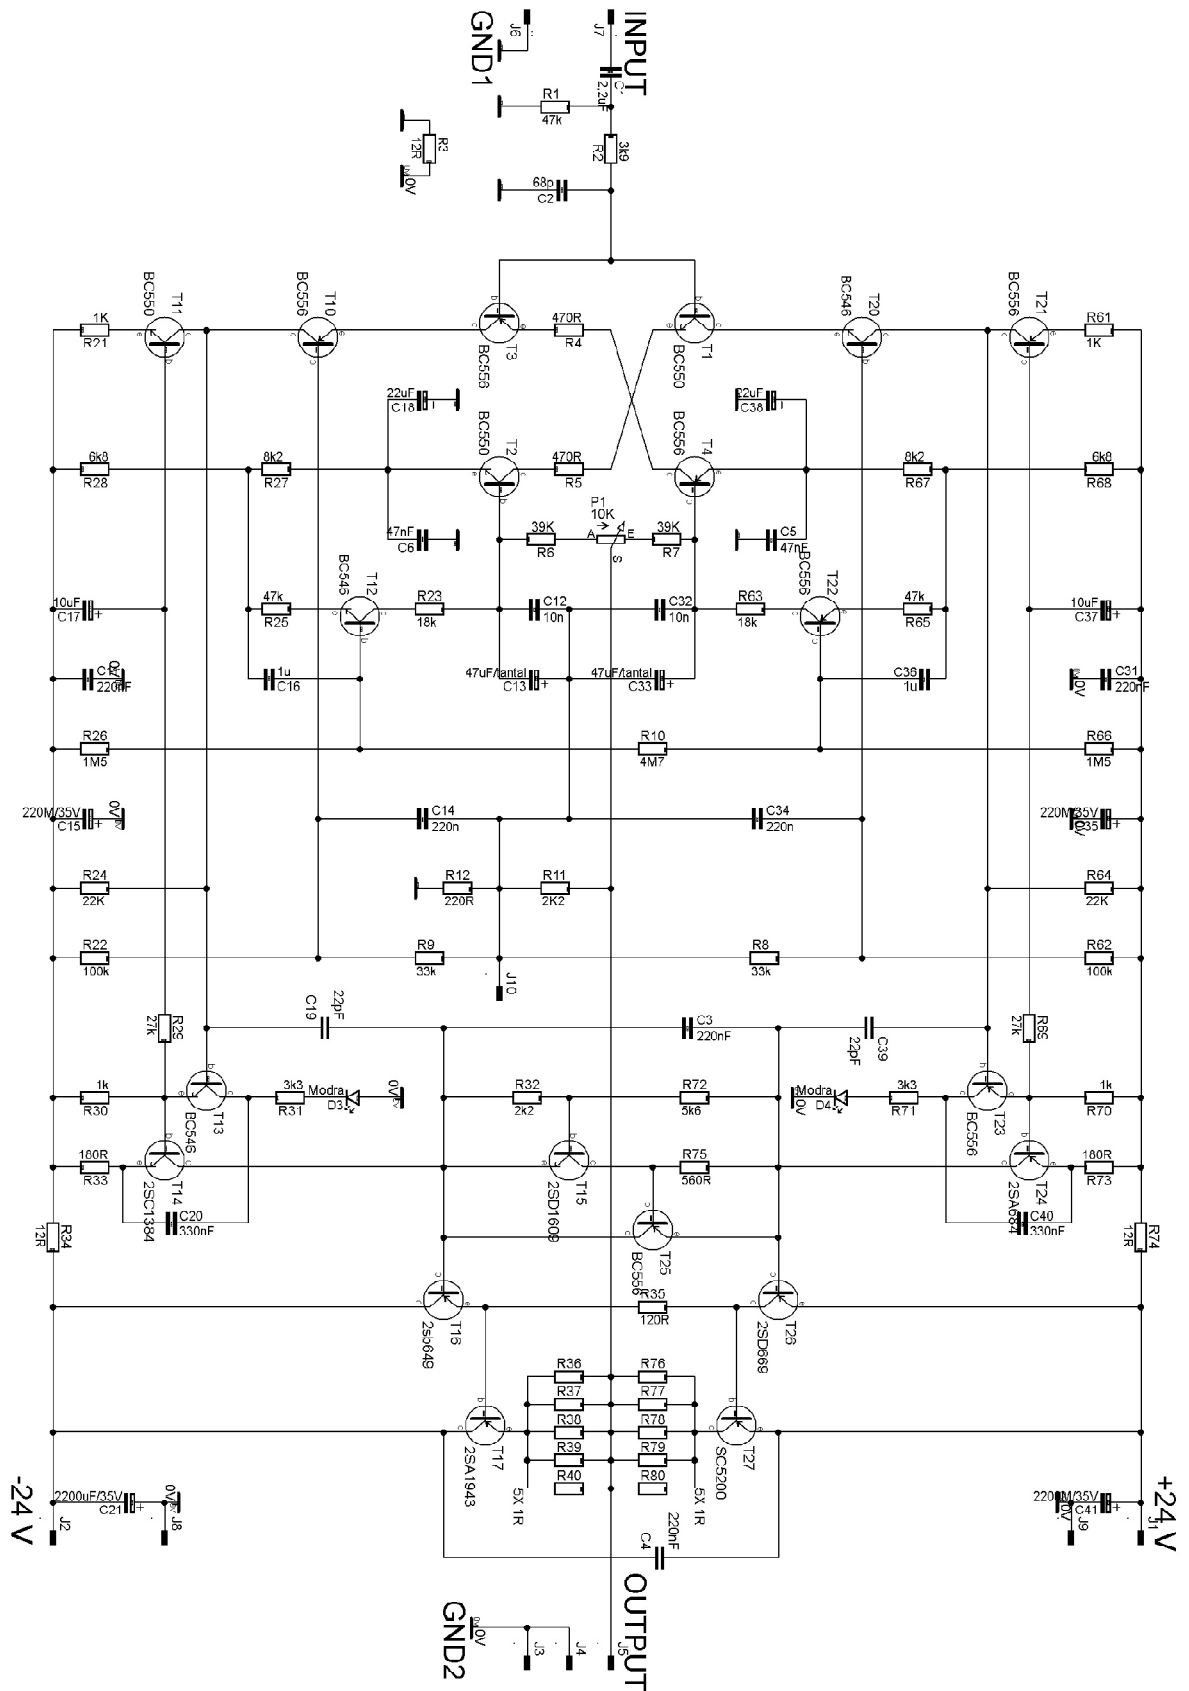 INPUT
GND1
J6
J7
2,2uF
R1
47k
3k9
R2
R3
12R
0V
68p
C2
T11
BC550
T10
BC556
T3
BC556
T1
BC550
T20
BC546
T21
BC556
1K
R21
470R
R4
R61
1K
22uF
C18
22uF
C38
6k8
R28
8k2
R27
T2
BC550
470R
R5
T4
BC556
8k2
R67
6k8
R68
P1
10K
A
E
S
47nF
C6
39K
R6
39K
R7
C5
47nF
T12
BC546
T22
BC556
10uF
C17
47k
R25
R23
18k
C12
10n
C32
10n
R63
18k
47k
R65
10uF
C37
0V
220nF
1u
C16
47uF/tantal
C13
47uF/tantal
C33
C36
1u
0V
C31
220nF
R26
1M5
R10
4M7
R66
1M5
220M/35V
C15
0V
C14
220n
C34
220n
220M/35V
C35
0V
R24
22K
R12
220R
R11
2K2
R64
22K
R22
100k
R9
33k
J10
R8
33k
R62
100k
R29
27k
22pF
C19
C3
220nF
C39
22pF
R69
27k
1k
R30
T13
BC546
3k3
R31
Modra
D3
0V
R32
2k2
R72
5k6
Modra
D4
0V
3k3
R71
T23
BC556
1k
R70
180R
R33
T14
2SC1384
T15
2SD1609
R75
560R
T24
2SA684
180R
R73
R34
12R
C20
330nF
T25
BC556
C40
330nF
R74
12R
T16
2sb649
R35
120R
T26
2SD669
R36
R76
R37
R77
R38
R78
R39
R79
R40
R80
5X 1R
5X 1R
T17
2SA1943
T27
SC5200
-24 V
J2
2200uF/35V
C21
0V
J8
220nF
C4
2200M/35V
C41
0V
J9
J1
+24 V
GND2
0V
J3
J4
J5
OUTPUT